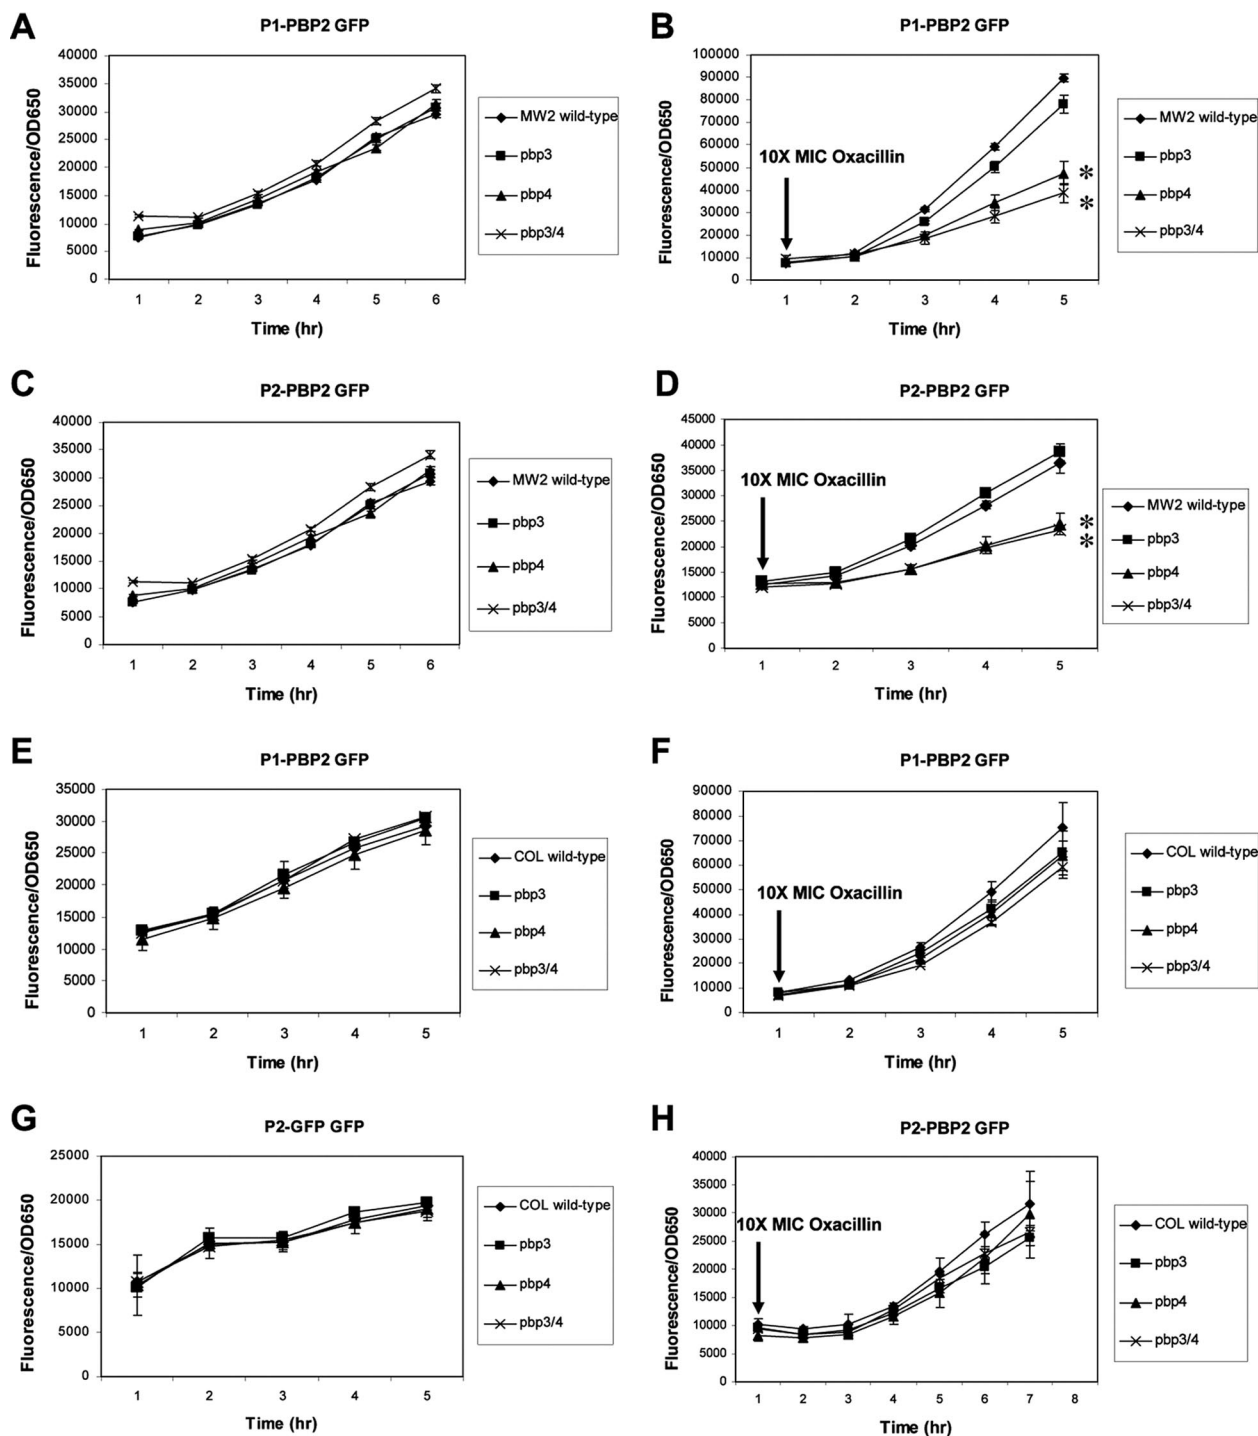 A
P1-PBP2 GFP
Fluorescence/OD650
40000
35000
30000
25000
20000
15000
10000
5000
0
1 2 3 4 5 6
Time (hr)
MW2 wild-type
pbp3
pbp4
pbp3/4
B
P1-PBP2 GFP
Fluorescence/OD650
100000
90000
80000
70000
60000
50000
40000
30000
20000
10000
0
10X MIC Oxacillin
*
*
1 2 3 4 5
Time (hr)
MW2 wild-type
pbp3
pbp4
pbp3/4
C
P2-PBP2 GFP
Fluorescence/OD650
40000
35000
30000
25000
20000
15000
10000
5000
0
1 2 3 4 5 6
Time (hr)
MW2 wild-type
pbp3
pbp4
pbp3/4
D
P2-PBP2 GFP
Fluorescence/OD650
45000
40000
35000
30000
25000
20000
15000
10000
5000
0
10X MIC Oxacillin
*
*
1 2 3 4 5
Time (hr)
MW2 wild-type
pbp3
pbp4
pbp3/4
E
P1-PBP2 GFP
Fluorescence/OD650
35000
30000
25000
20000
15000
10000
5000
0
1 2 3 4 5
Time (hr)
COL wild-type
pbp3
pbp4
pbp3/4
F
P1-PBP2 GFP
Fluorescence/OD650
90000
80000
70000
60000
50000
40000
30000
20000
10000
0
10X MIC Oxacillin
1 2 3 4 5
Time (hr)
COL wild-type
pbp3
pbp4
pbp3/4
G
P2-GFP GFP
Fluorescence/OD650
25000
20000
15000
10000
5000
0
1 2 3 4 5
Time (hr)
COL wild-type
pbp3
pbp4
pbp3/4
H
P2-PBP2 GFP
Fluorescence/OD650
40000
35000
30000
25000
20000
15000
10000
5000
0
10X MIC Oxacillin
1 2 3 4 5 6 7 8
Time (hr)
COL wild-type
pbp3
pbp4
pbp3/4